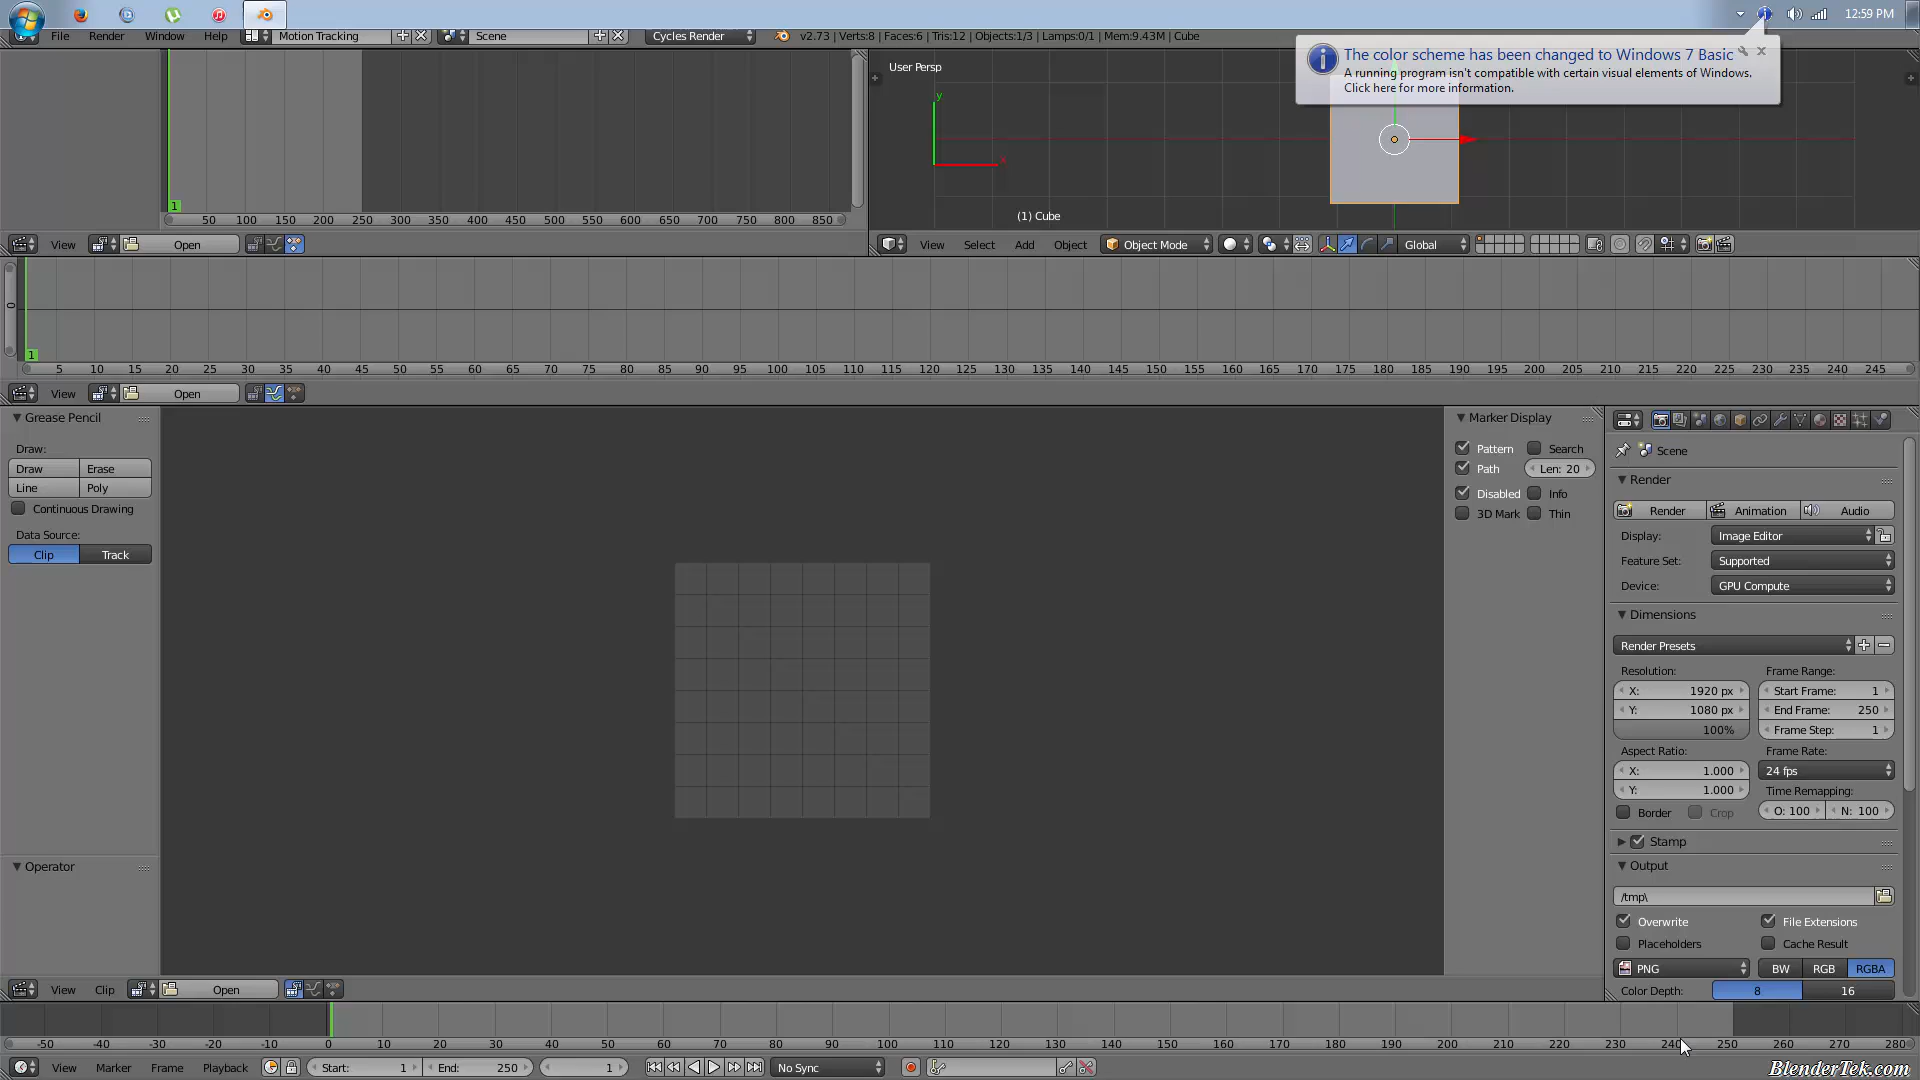 12:59 PM
File Render Window Help Motion Tracking Scene Cycles Render v2.73 | Verts:8 | Faces:6 | Tris:12 | Objects:1/3 | Lamps:0/1 | Mem:9.43M | Cube
The color scheme has been changed to Windows 7 Basic
A running program isn't compatible with certain visual elements of Windows.
Click here for more information.
User Persp
y
x
1
50 100 150 200 250 300 350 400 450 500 550 600 650 700 750 800 850
(1) Cube
View Open
View Select Add Object Object Mode Global
0
1
5 10 15 20 25 30 35 40 45 50 55 60 65 70 75 80 85 90 95 100 105 110 115 120 125 130 135 140 145 150 155 160 165 170 175 180 185 190 195 200 205 210 215 220 225 230 235 240 245
View Open
Grease Pencil
Draw:
Draw Erase
Line Poly
Continuous Drawing
Data Source:
Clip Track
Operator
Marker Display
Pattern Search
Path Len: 20
Disabled Info
3D Mark Thin
Scene
Render
Render Animation Audio
Display: Image Editor
Feature Set: Supported
Device: GPU Compute
Dimensions
Render Presets
Resolution: Frame Range:
X: 1920 px Start Frame: 1
Y: 1080 px End Frame: 250
100% Frame Step: 1
Aspect Ratio: Frame Rate:
X: 1.000 24 fps
Y: 1.000 Time Remapping:
Border Crop O: 100 N: 100
Stamp
Output
/tmp\
Overwrite File Extensions
Placeholders Cache Result
PNG BW RGB RGBA
Color Depth: 8 16
View Clip Open
-50 -40 -30 -20 -10 0 10 20 30 40 50 60 70 80 90 100 110 120 130 140 150 160 170 180 190 200 210 220 230 240 250 260 270 280
View Marker Frame Playback Start: 1 End: 250 1 No Sync
BlenderTek.com